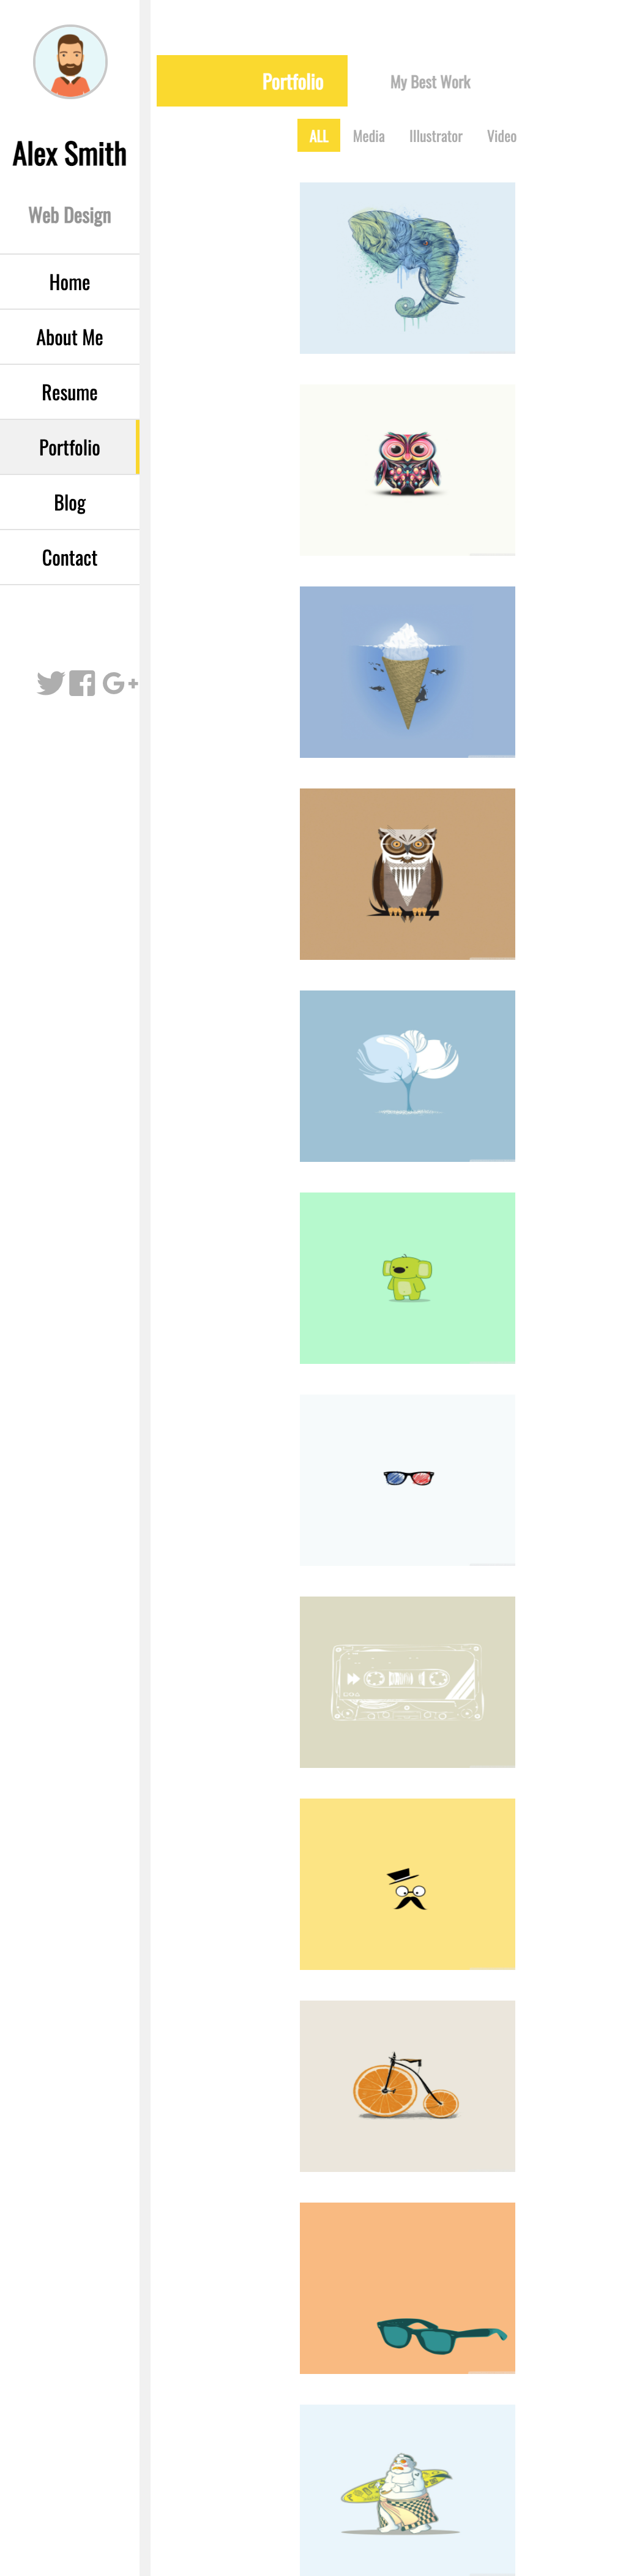 Alex Smith
Web Design
Home
About Me
Resume
Portfolio
Blog
Contact
Portfolio
My Best Work
ALL
Media
Illustrator
Video